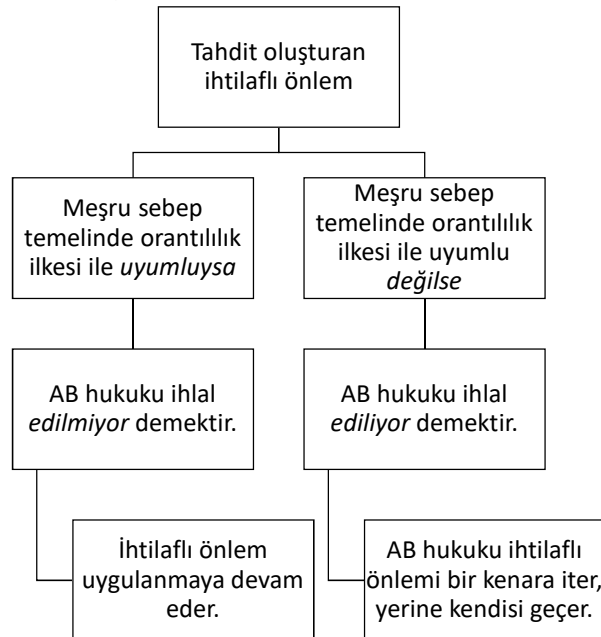 Tahdit oluşturan
ihtilaflı önlem
Meşru sebep
temelinde orantılılık
ilkesi ile uyumluysa
Meşru sebep
temelinde orantılılık
ilkesi ile uyumlu
değilse
AB hukuku ihlal
edilmiyor demektir.
AB hukuku ihlal
ediliyor demektir.
İhtilaflı önlem
uygulanmaya devam
eder.
AB hukuku ihtilaflı
önlemi bir kenara iter,
yerine kendisi geçer.